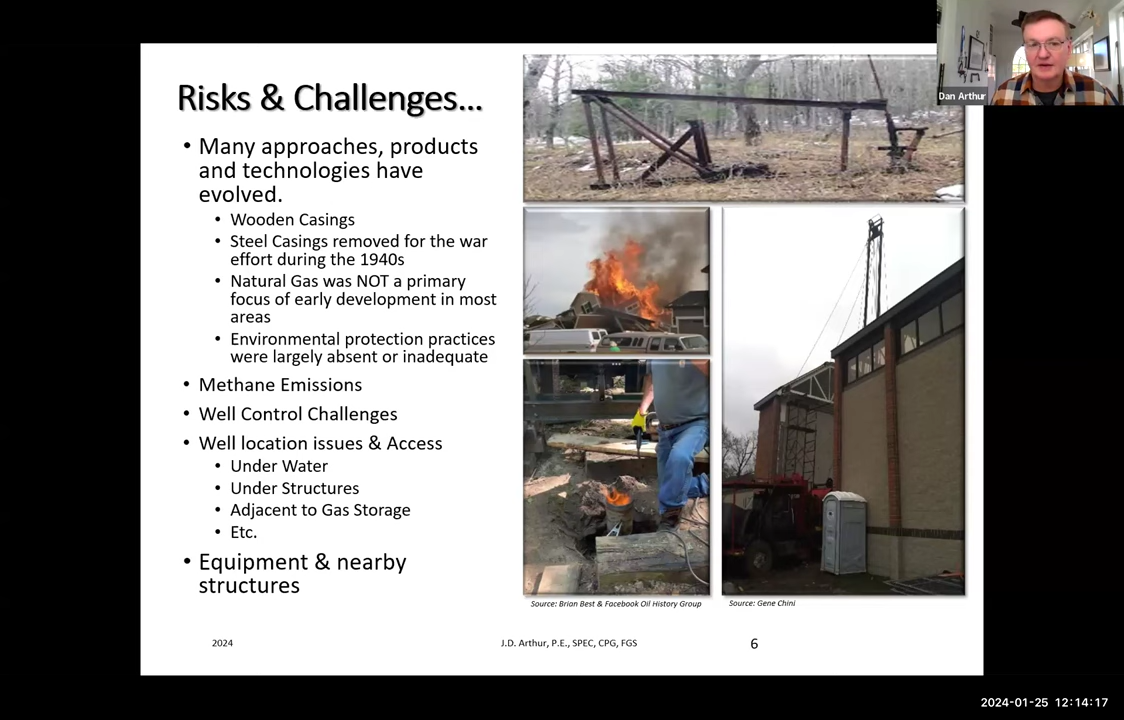 Risks & Challenges...
• Many approaches, products
and technologies have
evolved.
• Wooden Casings
• Steel Casings removed for the war
effort during the 1940s
• Natural Gas was NOT a primary
focus of early development in most
areas
• Environmental protection practices
were largely absent or inadequate
• Methane Emissions
• Well Control Challenges
• Well location issues & Access
• Under Water
• Under Structures
• Adjacent to Gas Storage
• Etc.
• Equipment & nearby
structures
Dan Arthur
Source: Brian Best & Facebook Oil History Group
Source: Gene Chini
2024
J.D. Arthur, P.E., SPEC, CPG, FGS
6
2024-01-25 12:14:17